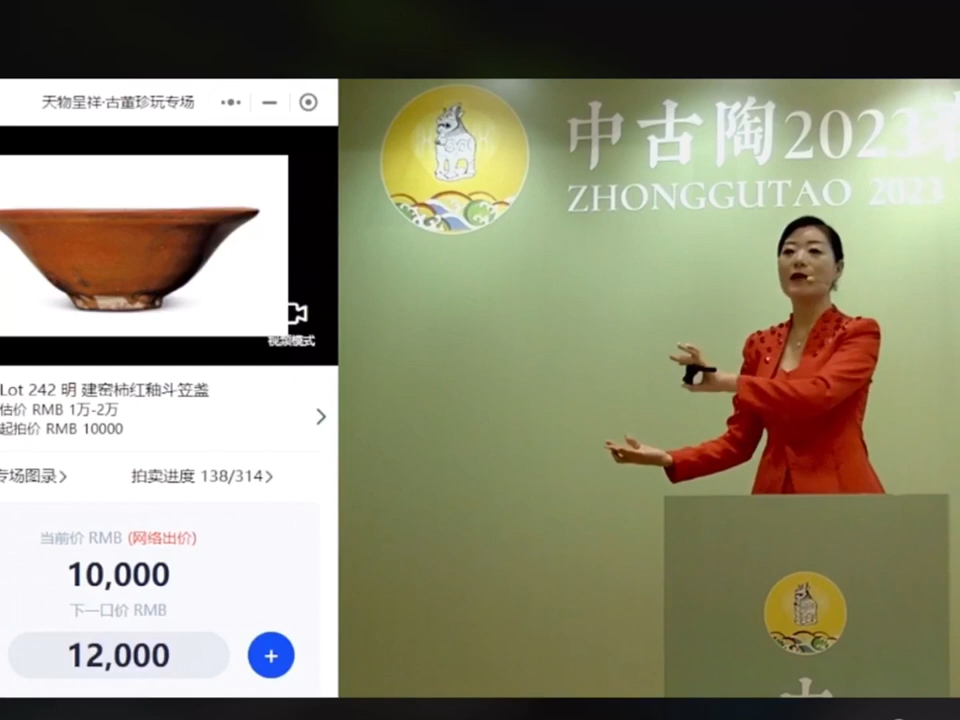 天物呈祥·古董珍玩专场
视频模式
Lot 242 明 建窑柿红釉斗笠盏
估价 RMB 1万-2万
起拍价 RMB 10000
专场图录
拍卖进度 138/314
当前价 RMB (网络出价)
10,000
下一口价 RMB
12,000
+
中古陶2023
ZHONGGUTAO 2023